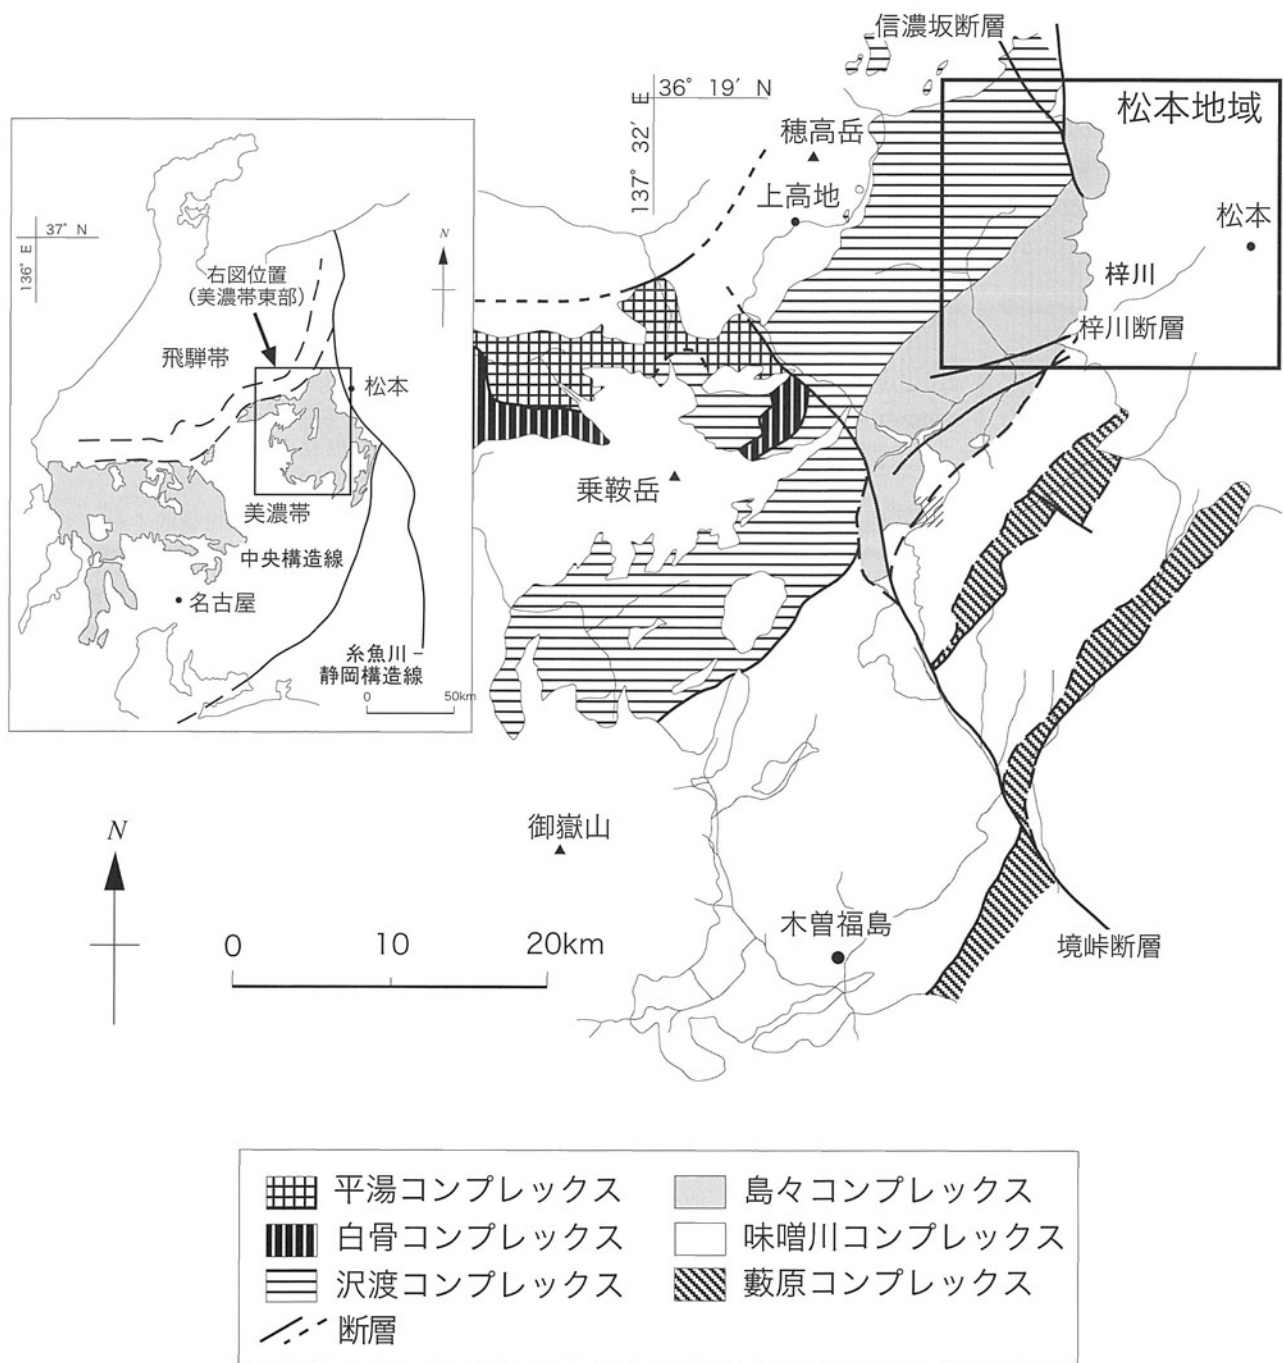 信濃坂断層
36° 19′ N
137° 32′ E
松本地域
穂高岳
上高地
松本
梓川
梓川断層
乗鞍岳
37° N
136° E
N
右図位置
(美濃帯東部)
飛騨帯
松本
美濃帯
中央構造線
名古屋
糸魚川−
静岡構造線
0 50km
N
御嶽山
0 10 20km
木曽福島
境峠断層
平湯コンプレックス
島々コンプレックス
白骨コンプレックス
味噌川コンプレックス
沢渡コンプレックス
藪原コンプレックス
断層